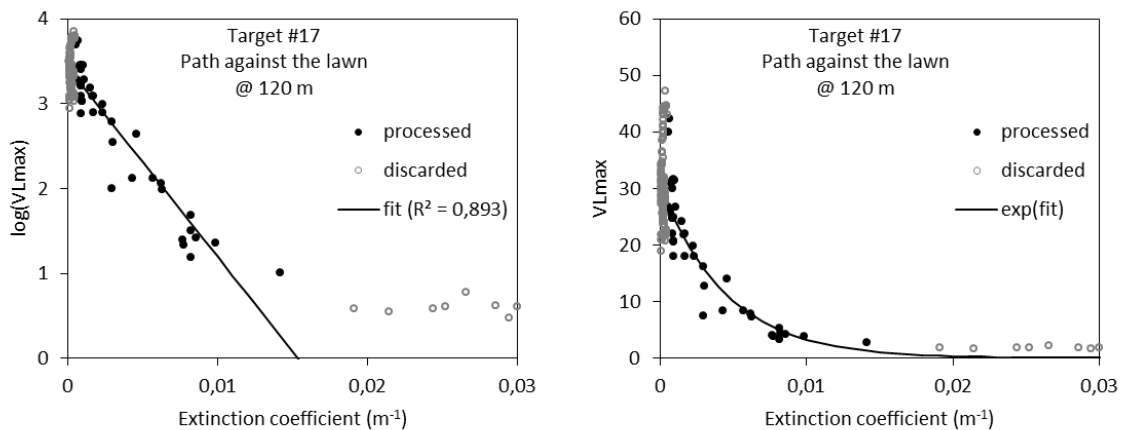 4
3
2
1
0
log(VLmax)
Target #17
Path against the lawn
@ 120 m
processed
discarded
fit (R² = 0,893)
0 0,01 0,02 0,03
Extinction coefficient (m⁻¹)
60
50
40
30
20
10
0
VLmax
Target #17
Path against the lawn
@ 120 m
processed
discarded
exp(fit)
0 0,01 0,02 0,03
Extinction coefficient (m⁻¹)